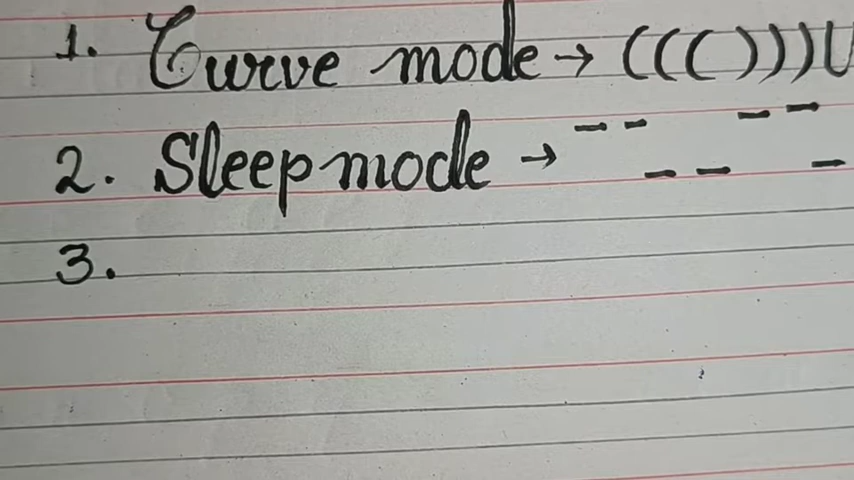 1. Curve mode → ((()))U
2. Sleep mode → -- -- -- -
3.